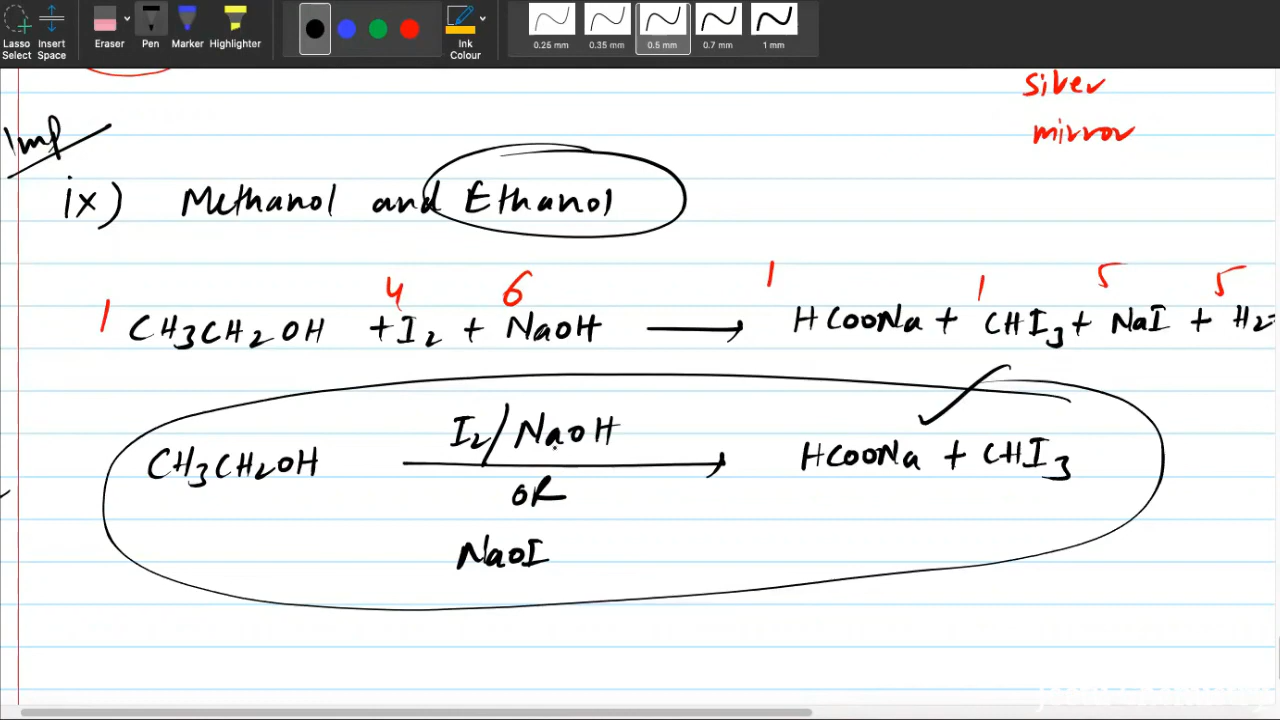 Lasso Select
Insert Space
Eraser
Pen
Marker
Highlighter
Ink Colour
0.25 mm
0.35 mm
0.5 mm
0.7 mm
1 mm
silver
mirror
Imp
ix) Methanol and Ethanol
1 4 6 1 1 5 5
CH3CH2OH + I2 + NaOH → HCOONa + CHI3 + NaI + H2
I2/NaOH
CH3CH2OH → HCOONa + CHI3
OR
NaOI